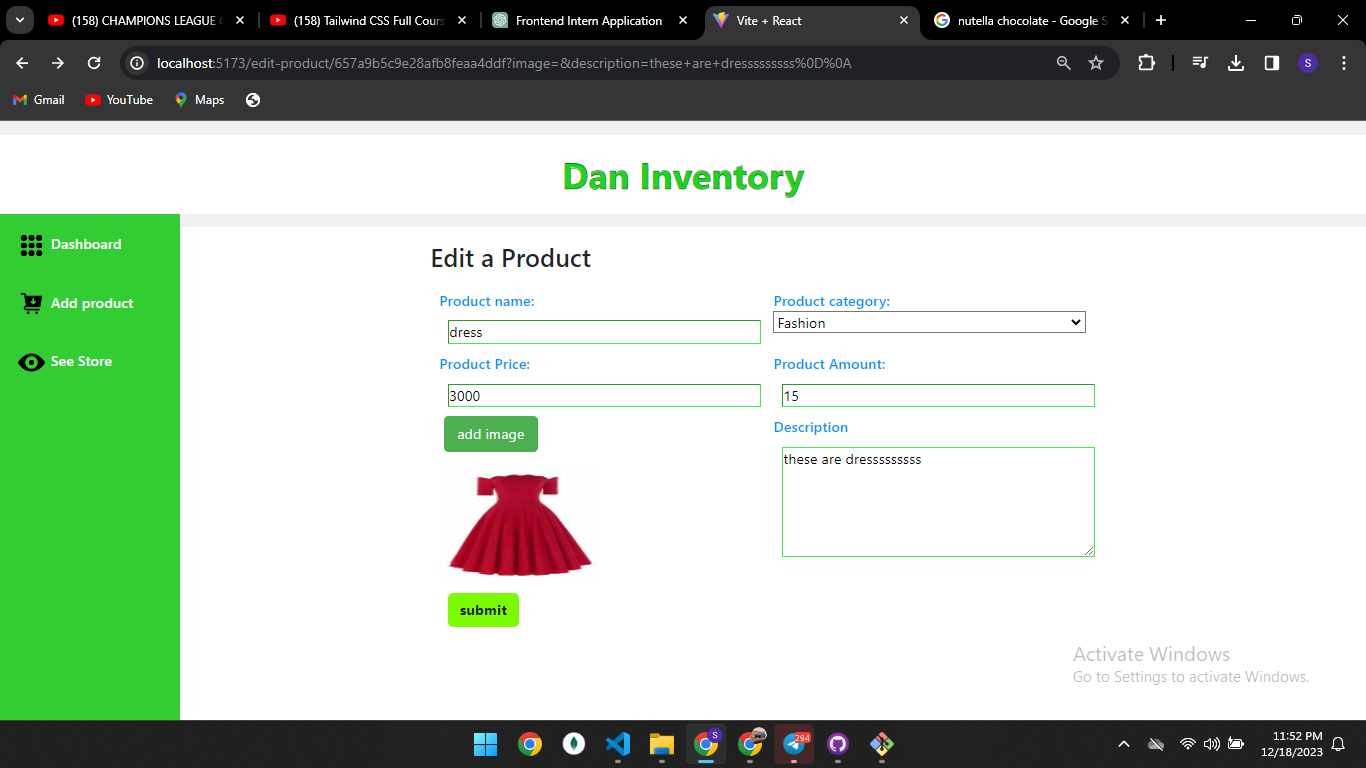 (158) CHAMPIONS LEAGUE
(158) Tailwind CSS Full Cours
Frontend Intern Application
Vite + React
nutella chocolate - Google S
localhost:5173/edit-product/657a9b5c9e28afb8feaa4ddf?image=&description=these+are+dresssssssss%0D%0A
S
Gmail
YouTube
Maps
Dan Inventory
Dashboard
Add product
See Store
Edit a Product
Product name:
Product category:
dress
Fashion
Product Price:
Product Amount:
3000
15
add image
Description
these are dresssssssss
submit
Activate Windows
Go to Settings to activate Windows.
S
294
11:52 PM
12/18/2023